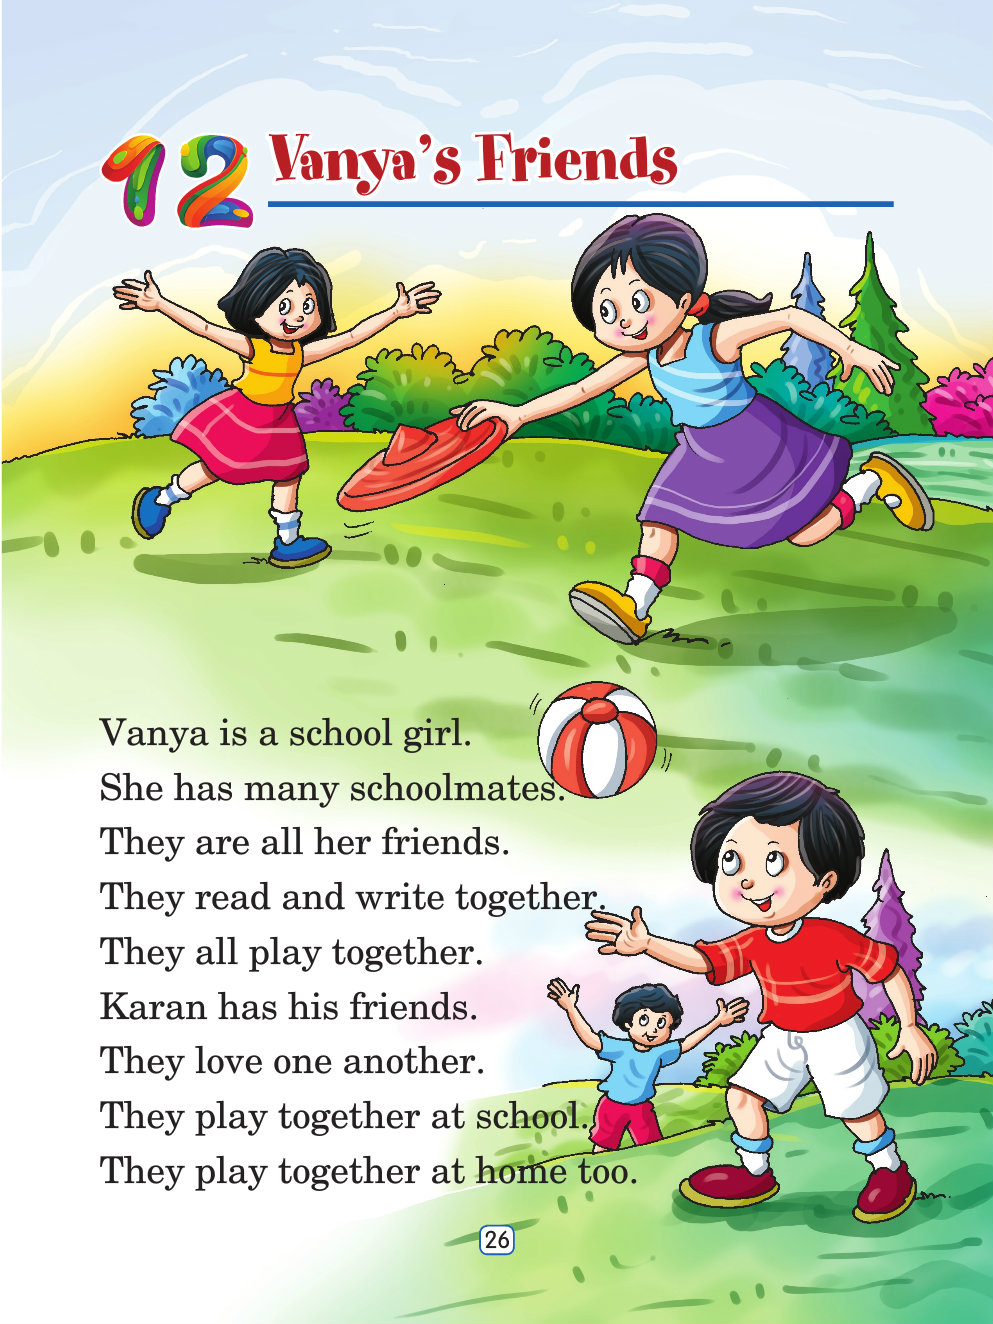 12 Vanya's Friends
Vanya is a school girl.
She has many schoolmates.
They are all her friends.
They read and write together.
They all play together.
Karan has his friends.
They love one another.
They play together at school.
They play together at home too.
26